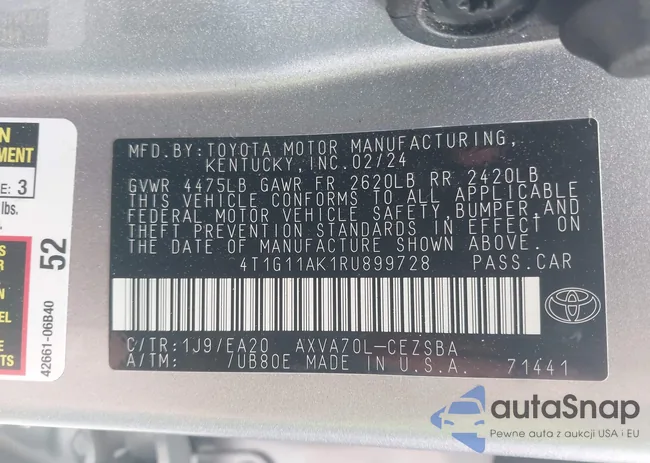 MFD.BY:TOYOTA MOTOR MANUFACTURING,
KENTUCKY,INC.02/24
GVWR 4475LB GAWR FR 2620LB RR 2420LB
THIS VEHICLE CONFORMS TO ALL APPLICABLE
FEDERAL MOTOR VEHICLE SAFETY,BUMPER,AND
THEFT PREVENTION STANDARDS IN EFFECT ON
THE DATE OF MANUFACTURE SHOWN ABOVE.
4T1G11AK1RU899728 PASS.CAR
C/TR:1J9/EA20 AXVA70L-CEZSBA
A/TM: /UB80E MADE IN U.S.A. 71441
N
MENT
E: 3
lbs.
52
42661-06B40
autaSnap
Pewne auta z aukcji USA i EU